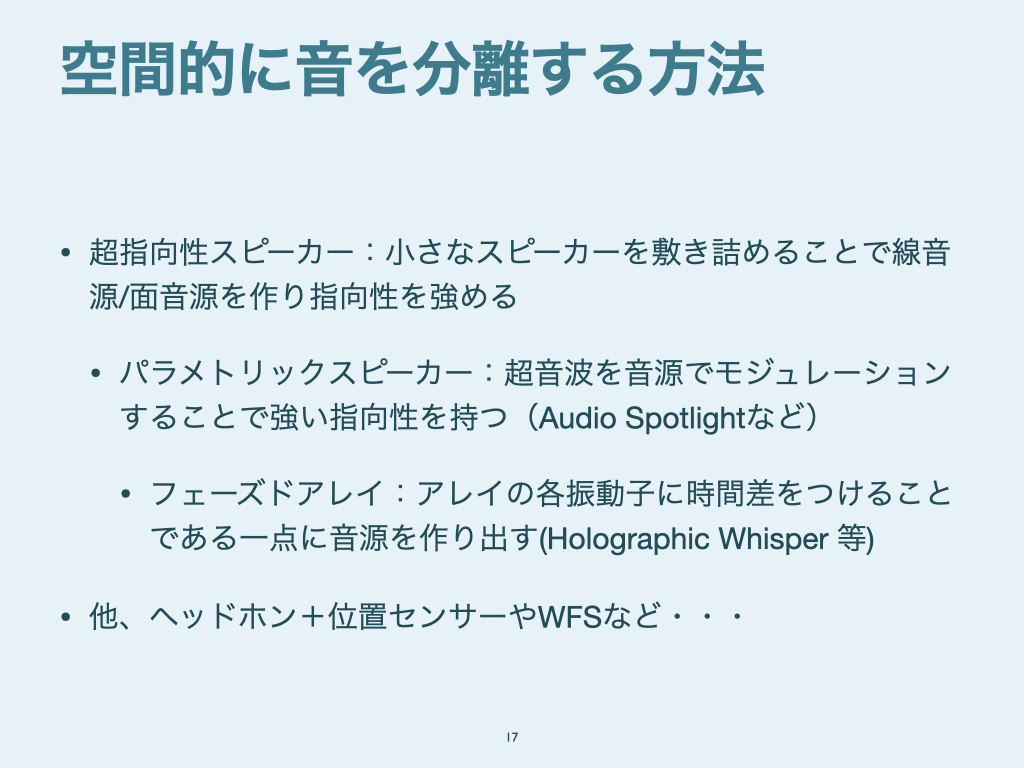 空間的に音を分離する方法
• 超指向性スピーカー：小さなスピーカーを敷き詰めることで線音
源/面音源を作り指向性を強める
• パラメトリックスピーカー：超音波を音源でモジュレーション
することで強い指向性を持つ（Audio Spotlightなど）
• フェーズドアレイ：アレイの各振動子に時間差をつけること
である一点に音源を作り出す(Holographic Whisper 等)
• 他、ヘッドホン＋位置センサーやWFSなど・・・
17